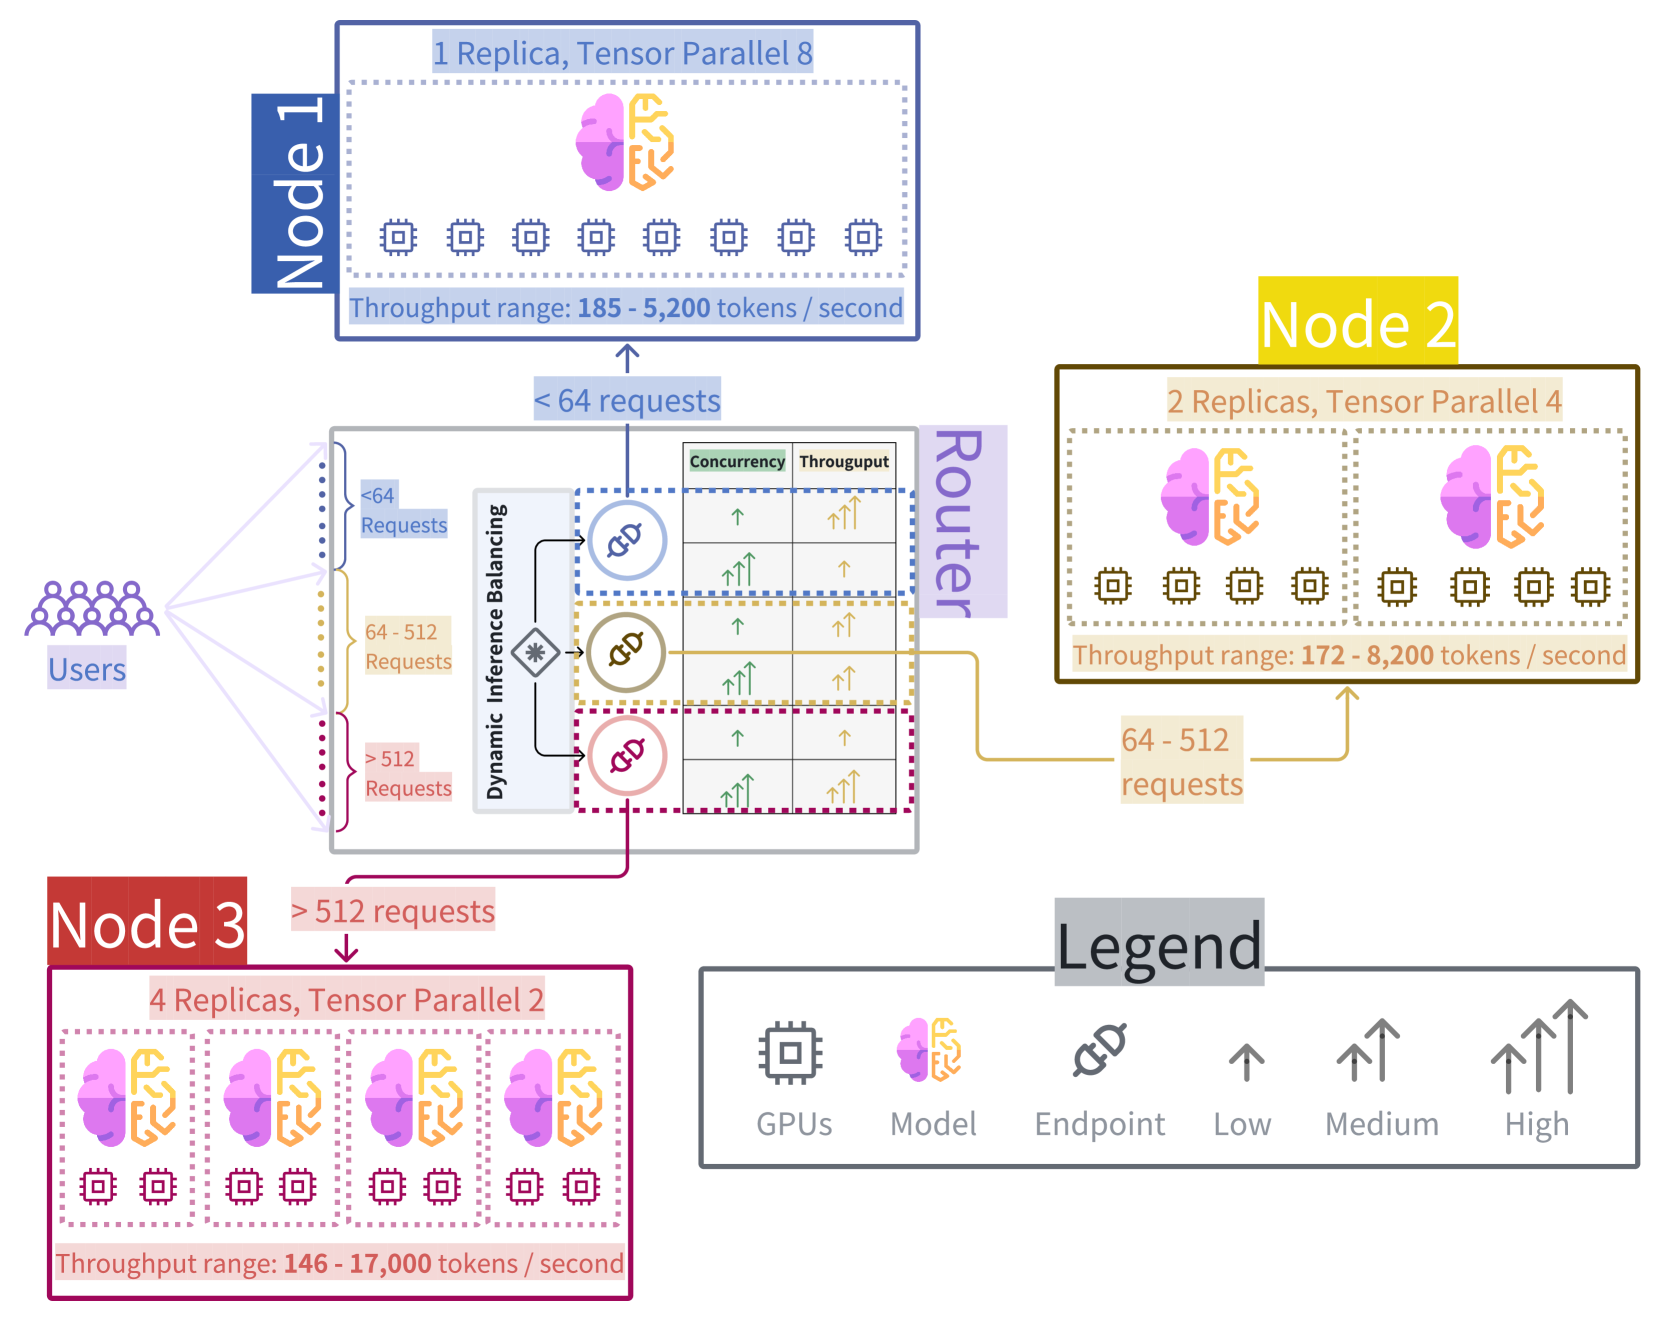 Node 1
1 Replica, Tensor Parallel 8
Throughput range: 185 - 5,200 tokens / second
< 64 requests
Node 2
2 Replicas, Tensor Parallel 4
Throughput range: 172 - 8,200 tokens / second
64 - 512
requests
Router
Users
<64
Requests
64 - 512
Requests
> 512
Requests
Dynamic Inference Balancing
Concurrency
Througuput
Node 3
> 512 requests
4 Replicas, Tensor Parallel 2
Throughput range: 146 - 17,000 tokens / second
Legend
GPUs
Model
Endpoint
Low
Medium
High